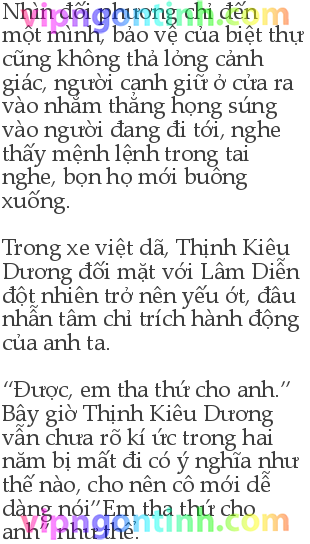 Nhìn đối phương chỉ đến
một mình, bảo vệ của biệt thự
cũng không thả lỏng cảnh
giác, người canh giữ ở cửa ra
vào nhằm thẳng họng súng
vào người đang đi tới, nghe
thấy mệnh lệnh trong tai
nghe, bọn họ mới buông
xuống.
Trong xe việt dã, Thịnh Kiêu
Dương đối mặt với Lâm Diễn
đột nhiên trở nên yếu ớt, đâu
nhẫn tâm chỉ trích hành động
của anh ta.
“Được, em tha thứ cho anh.”
Bây giờ Thịnh Kiêu Dương
vẫn chưa rõ kí ức trong hai
năm bị mất đi có ý nghĩa như
thế nào, cho nên cô mới dễ
dàng nói”Em tha thứ cho
anh” như thế.
vipngontinh.com
vipngontinh.com